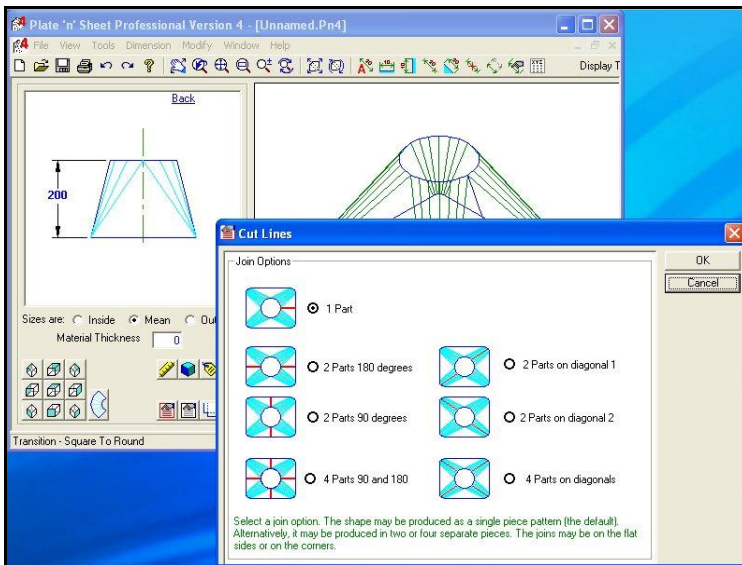 Plate 'n' Sheet Professional Version 4 - [Unnamed.Pn4]
File View Tools Dimension Modify Window Help
Display T
Back
200
Sizes are: Inside Mean Out
Material Thickness 0
Transition - Square To Round
Cut Lines
Join Options
OK
Cancel
1 Part
2 Parts 180 degrees
2 Parts on diagonal 1
2 Parts 90 degrees
2 Parts on diagonal 2
4 Parts 90 and 180
4 Parts on diagonals
Select a join option. The shape may be produced as a single piece pattern (the default).
Alternatively, it may be produced in two or four separate pieces. The joins may be on the flat
sides or on the corners.